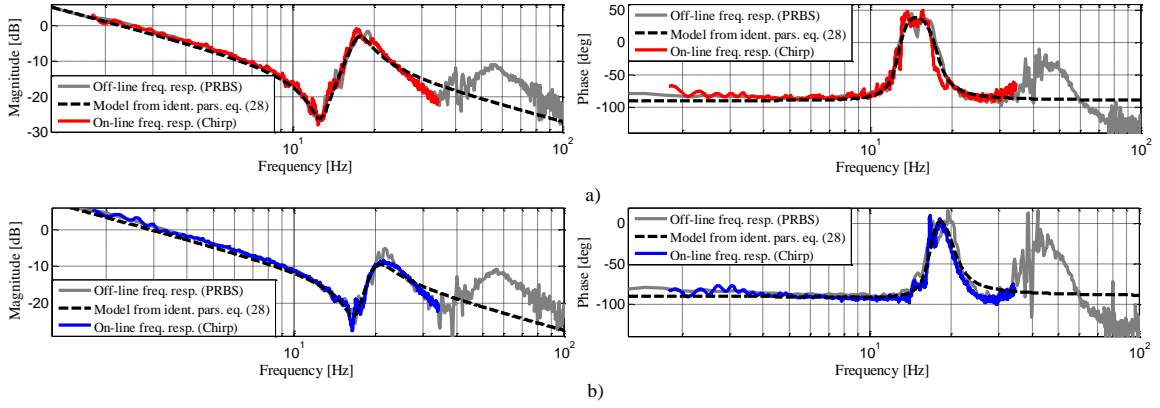 0
-10
-20
-30
Magnitude [dB]
Off-line freq. resp. (PRBS)
Model from ident. pars. eq. (28)
On-line freq. resp. (Chirp)
10^1
10^2
Frequency [Hz]
50
0
-50
-100
Phase [deg]
Off-line freq. resp. (PRBS)
Model from ident. pars. eq. (28)
On-line freq. resp. (Chirp)
10^1
10^2
Frequency [Hz]
a)
0
-10
-20
Magnitude [dB]
Off-line freq. resp. (PRBS)
Model from ident. pars. eq. (28)
On-line freq. resp. (Chirp)
10^1
10^2
Frequency [Hz]
0
-50
-100
Phase [deg]
Off-line freq. resp. (PRBS)
Model from ident. pars. eq. (28)
On-line freq. resp. (Chirp)
10^1
10^2
Frequency [Hz]
b)